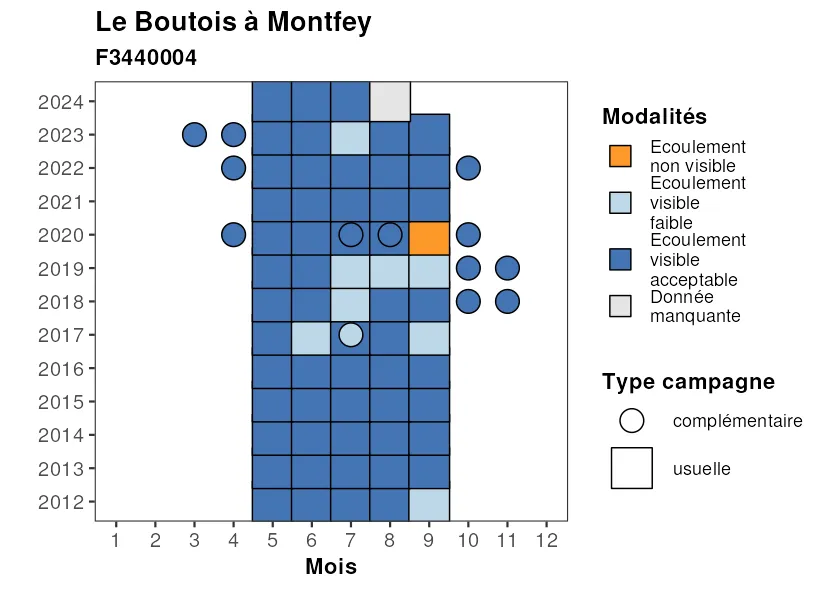 Le Boutois à Montfey
F3440004
2024
2023
2022
2021
2020
2019
2018
2017
2016
2015
2014
2013
2012
1 2 3 4 5 6 7 8 9 10 11 12
Mois
Modalités
Ecoulement
non visible
Ecoulement
visible
faible
Ecoulement
visible
acceptable
Donnée
manquante
Type campagne
complémentaire
usuelle